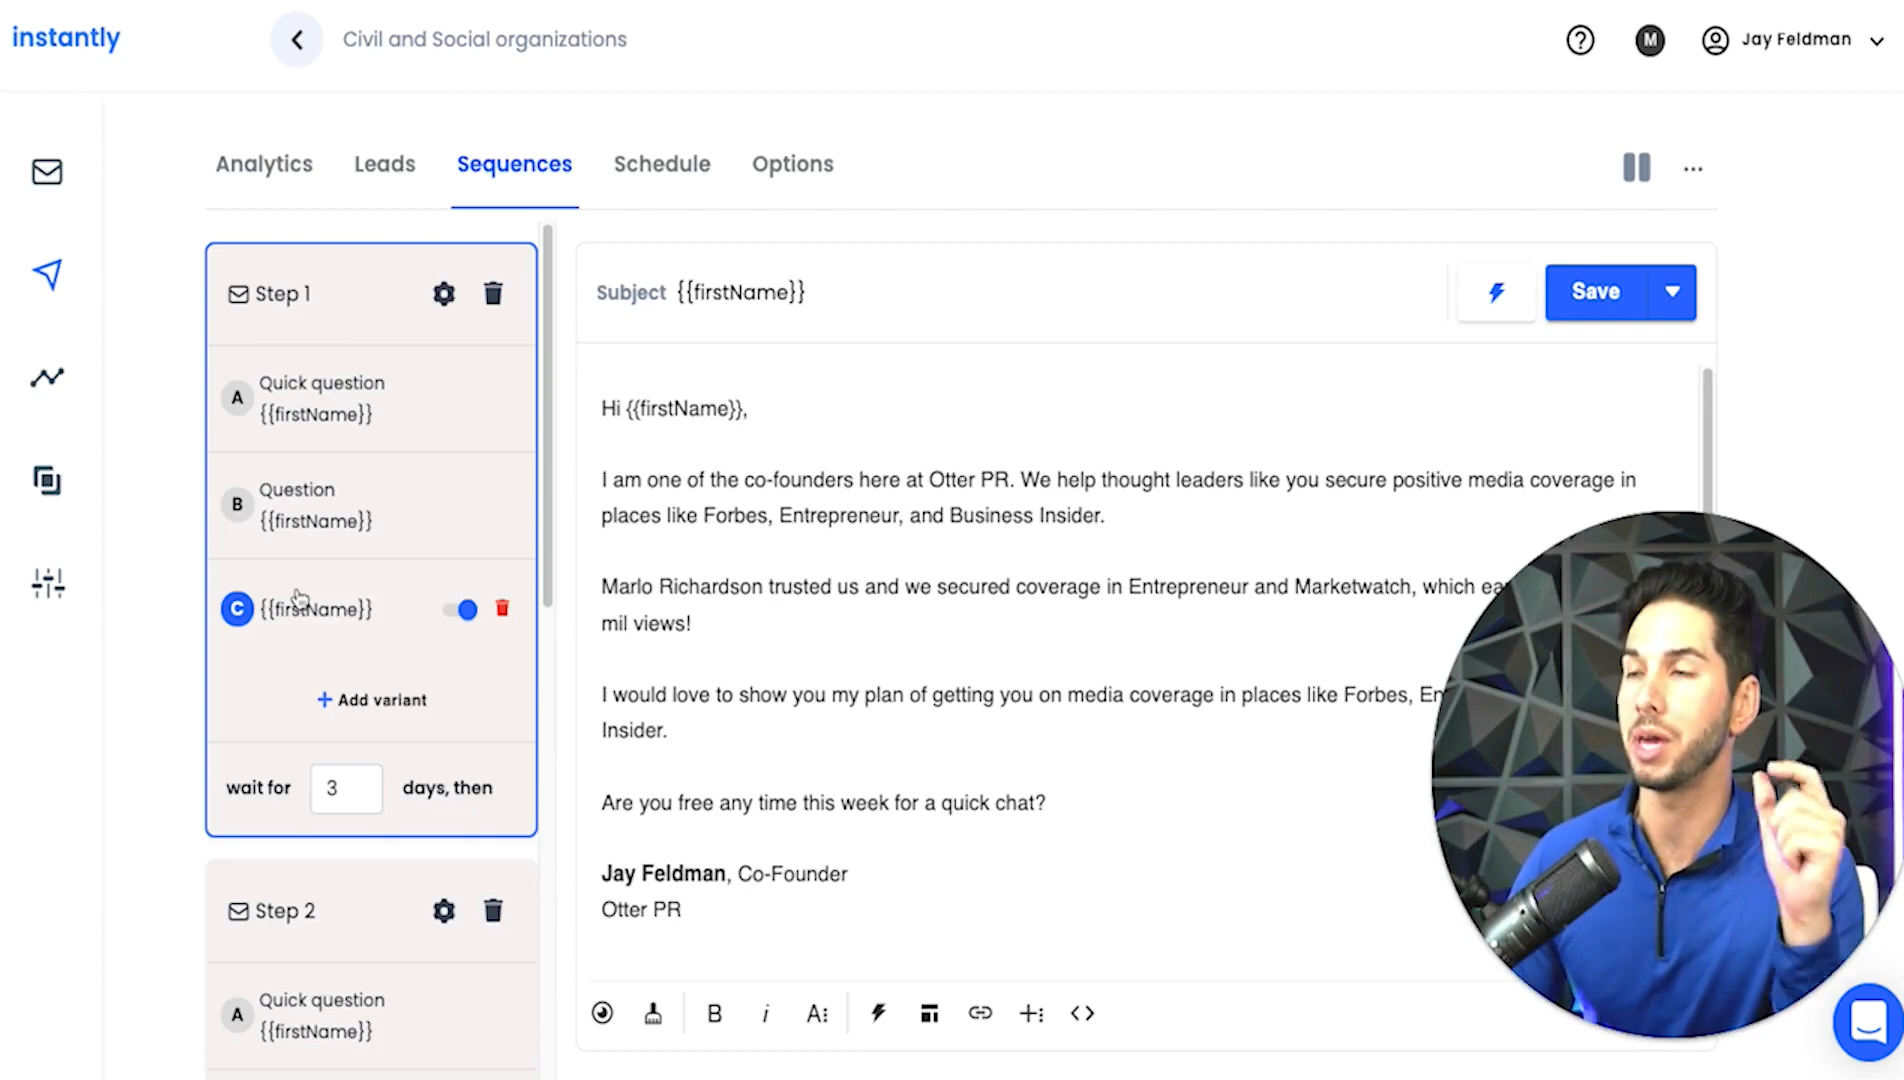 instantly
Civil and Social organizations
M
Jay Feldman
Analytics
Leads
Sequences
Schedule
Options
Step 1
A
Quick question
{{firstName}}
B
Question
{{firstName}}
C
{{firstName}}
+ Add variant
wait for 3 days, then
Step 2
A
Quick question
{{firstName}}
Subject {{firstName}}
Save
Hi {{firstName}},
I am one of the co-founders here at Otter PR. We help thought leaders like you secure positive media coverage in
places like Forbes, Entrepreneur, and Business Insider.
Marlo Richardson trusted us and we secured coverage in Entrepreneur and Marketwatch, which
mil views!
I would love to show you my plan of getting you on media coverage in places like Forbes,
Insider.
Are you free any time this week for a quick chat?
Jay Feldman, Co-Founder
Otter PR
B i A